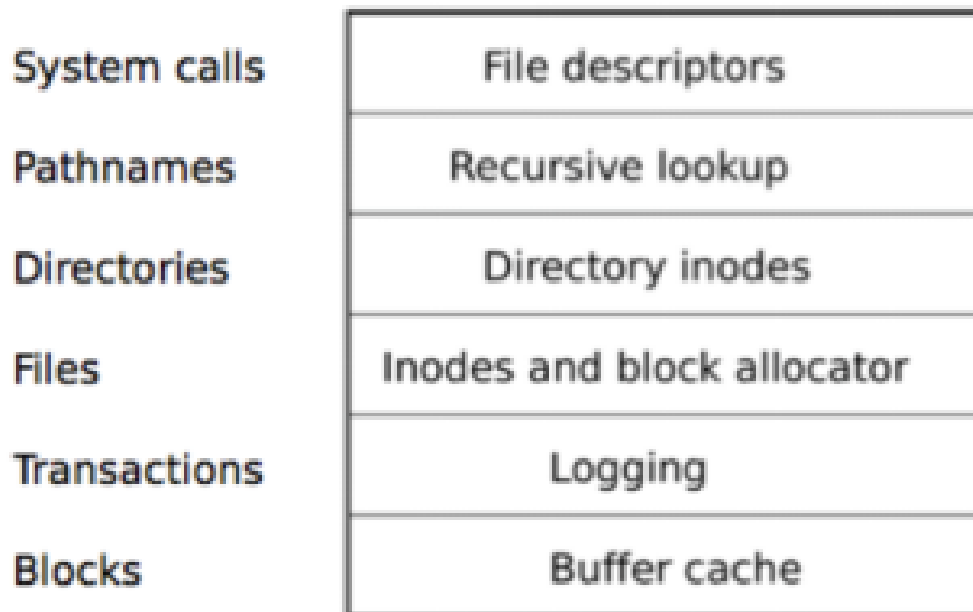 System calls File descriptors
Pathnames Recursive lookup
Directories Directory inodes
Files Inodes and block allocator
Transactions Logging
Blocks Buffer cache